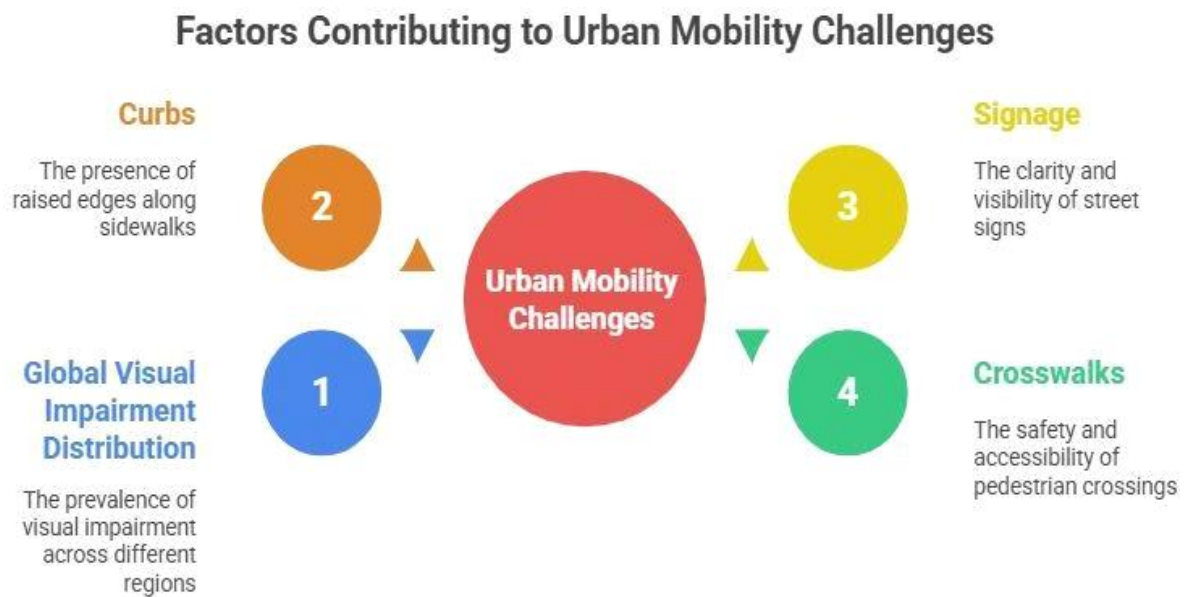 Factors Contributing to Urban Mobility Challenges
Curbs
The presence of
raised edges along
sidewalks
2
Global Visual
Impairment
Distribution
The prevalence of
visual impairment
across different
regions
1
Urban Mobility
Challenges
3
Signage
The clarity and
visibility of street
signs
4
Crosswalks
The safety and
accessibility of
pedestrian crossings